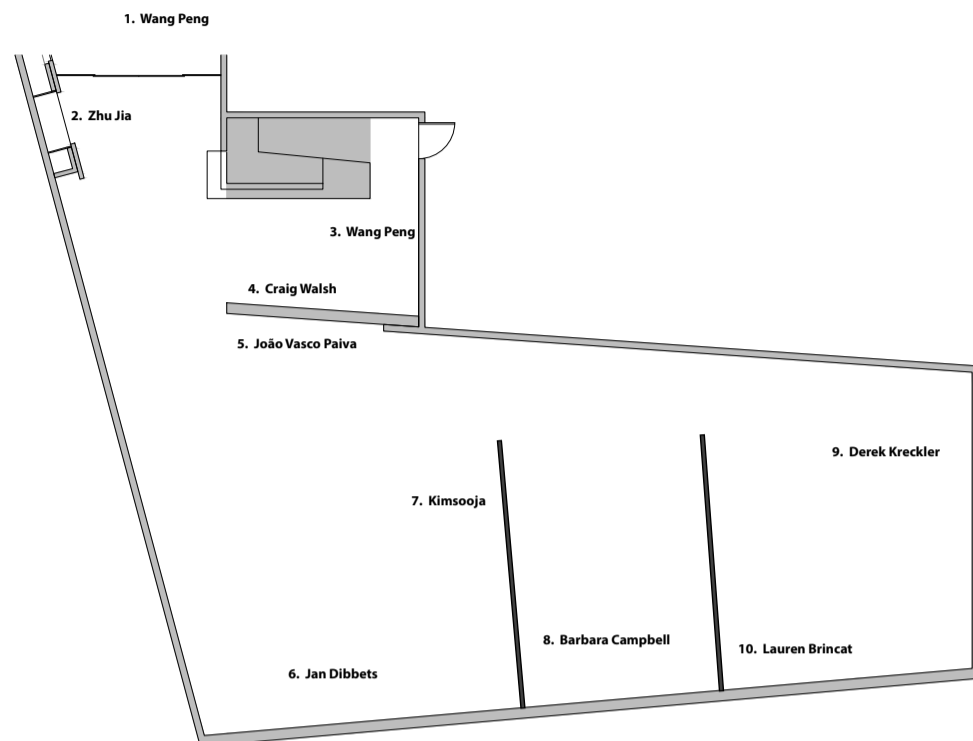 1. Wang Peng
2. Zhu Jia
3. Wang Peng
4. Craig Walsh
5. João Vasco Paiva
6. Jan Dibbets
7. Kimsooja
8. Barbara Campbell
9. Derek Kreckler
10. Lauren Brincat